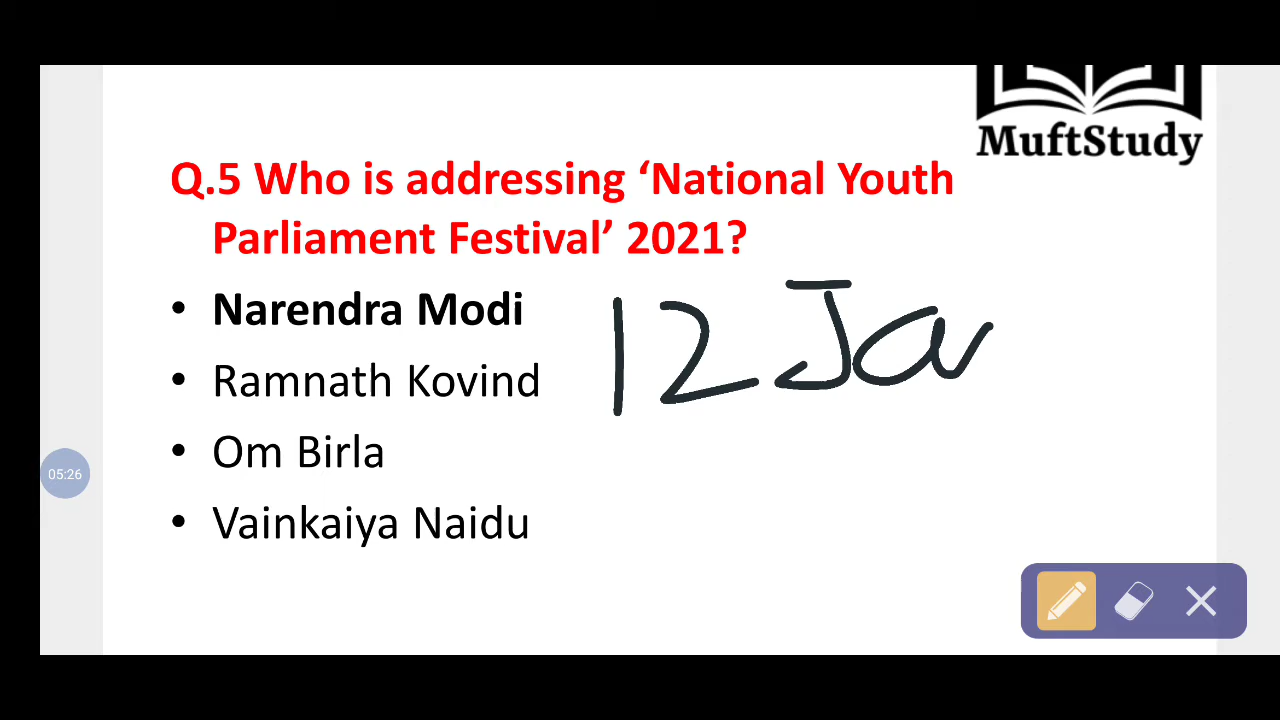 MuftStudy
Q.5 Who is addressing ‘National Youth
Parliament Festival’ 2021?
• Narendra Modi
12 Jan
• Ramnath Kovind
• Om Birla
05:26
• Vainkaiya Naidu